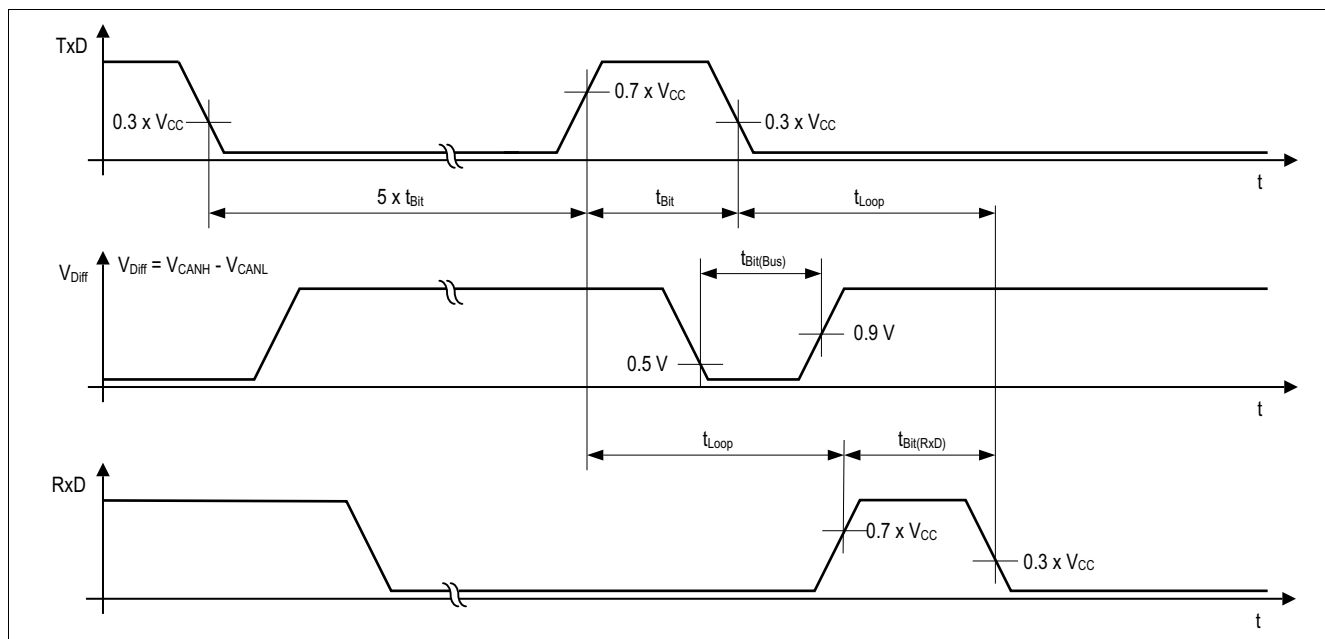 TxD
0.7 x VCC
0.3 x VCC
0.3 x VCC
t
5 x tBit
tBit
tLoop
VDiff
VDiff = VCANH - VCANL
tBit(Bus)
0.9 V
0.5 V
t
tLoop
tBit(RxD)
RxD
0.7 x VCC
0.3 x VCC
t